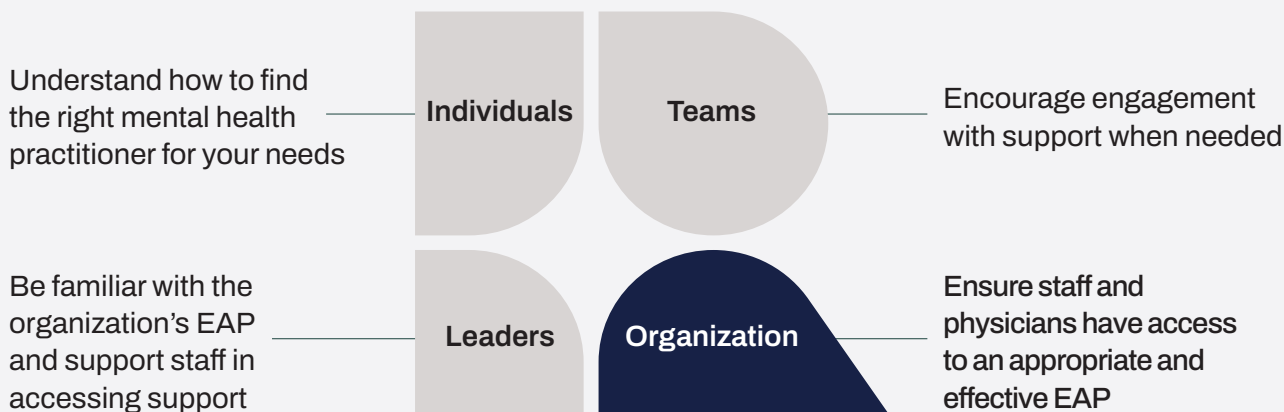 Understand how to find
the right mental health
practitioner for your needs
Individuals
Teams
Encourage engagement
with support when needed
Be familiar with the
organization’s EAP
and support staff in
accessing support
Leaders
Organization
Ensure staff and
physicians have access
to an appropriate and
effective EAP